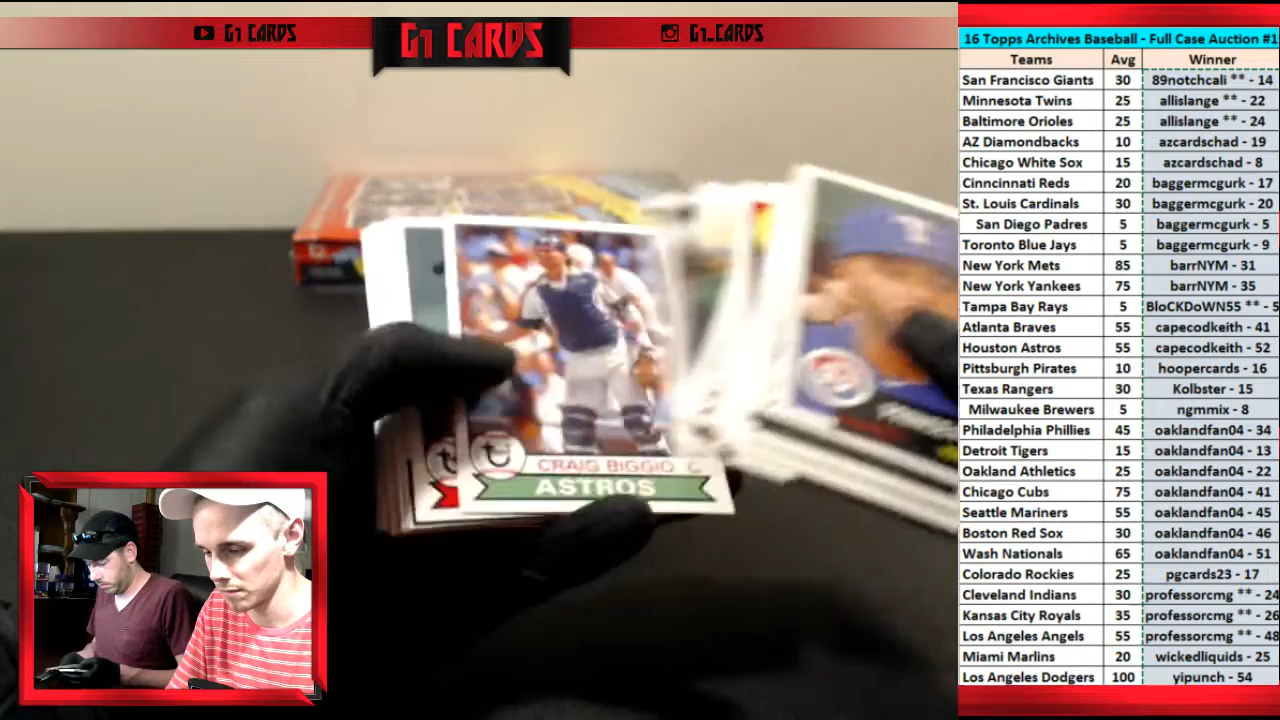 G1 CARDS
G1 CARDS
G1_CARDS
CRAIG BIGGIO C
ASTROS
16 Topps Archives Baseball - Full Case Auction #1
Teams Avg Winner
San Francisco Giants 30 89notchcali ** - 14
Minnesota Twins 25 allislange ** - 22
Baltimore Orioles 25 allislange ** - 24
AZ Diamondbacks 10 azcardschad - 19
Chicago White Sox 15 azcardschad - 8
Cinncinnati Reds 20 baggermcgurk - 17
St. Louis Cardinals 30 baggermcgurk - 20
San Diego Padres 5 baggermcgurk - 5
Toronto Blue Jays 5 baggermcgurk - 9
New York Mets 85 barrNYM - 31
New York Yankees 75 barrNYM - 35
Tampa Bay Rays 5 BloCKDoWN55 ** - 5
Atlanta Braves 55 capecodkeith - 41
Houston Astros 55 capecodkeith - 52
Pittsburgh Pirates 10 hoopercards - 16
Texas Rangers 30 Kolbster - 15
Milwaukee Brewers 5 ngmmix - 8
Philadelphia Phillies 45 oaklandfan04 - 34
Detroit Tigers 15 oaklandfan04 - 13
Oakland Athletics 25 oaklandfan04 - 22
Chicago Cubs 75 oaklandfan04 - 41
Seattle Mariners 55 oaklandfan04 - 45
Boston Red Sox 30 oaklandfan04 - 46
Wash Nationals 65 oaklandfan04 - 51
Colorado Rockies 25 pgcards23 - 17
Cleveland Indians 30 professorcmg ** - 24
Kansas City Royals 35 professorcmg ** - 26
Los Angeles Angels 55 professorcmg ** - 48
Miami Marlins 20 wickedliquids - 25
Los Angeles Dodgers 100 yipunch - 54